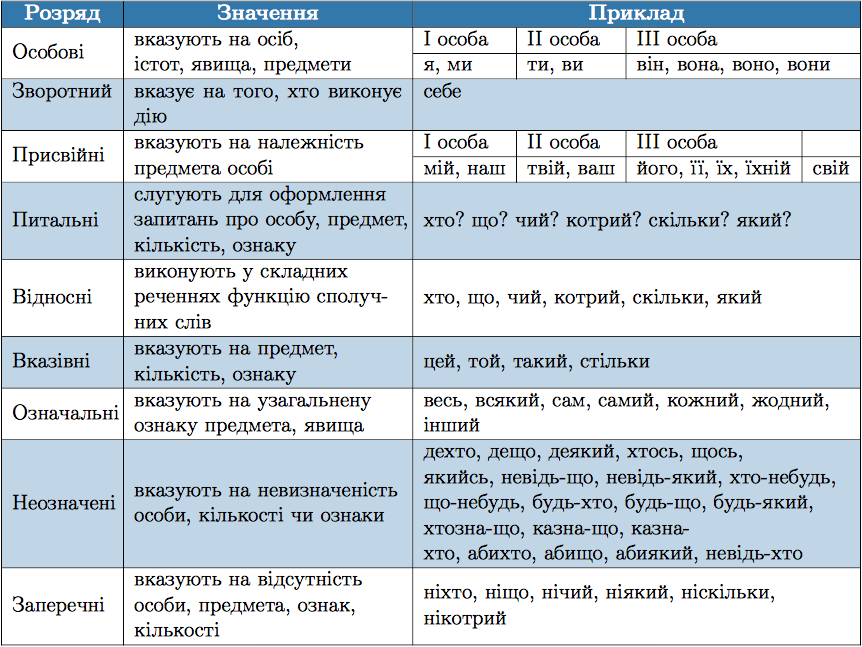 Розряд Значення Приклад
Особові
вказують на осіб,
істот, явища, предмети
І особа ІІ особа ІІІ особа
я, ми ти, ви він, вона, воно, вони
Зворотний
вказує на того, хто виконує
дію
себе
Присвійні
вказують на належність
предмета особі
І особа ІІ особа ІІІ особа
мій, наш твій, ваш його, її, їх, їхній свій
Питальні
слугують для оформлення
запитань про особу, предмет,
кількість, ознаку
хто? що? чий? котрий? скільки? який?
Відносні
виконують у складних
реченнях функцію сполуч-
них слів
хто, що, чий, котрий, скільки, який
Вказівні
вказують на предмет,
кількість, ознаку
цей, той, такий, стільки
Означальні
вказують на узагальнену
ознаку предмета, явища
весь, всякий, сам, самий, кожний, жодний,
інший
Неозначені
вказують на невизначеність
особи, кількості чи ознаки
дехто, дещо, деякий, хтось, щось,
якийсь, невідь-що, невідь-який, хто-небудь,
що-небудь, будь-хто, будь-що, будь-який,
хтозна-що, казна-що, казна-
хто, абихто, абищо, абиякий, невідь-хто
Заперечні
вказують на відсутність
особи, предмета, ознак,
кількості
ніхто, ніщо, нічий, ніякий, ніскільки,
нікотрий